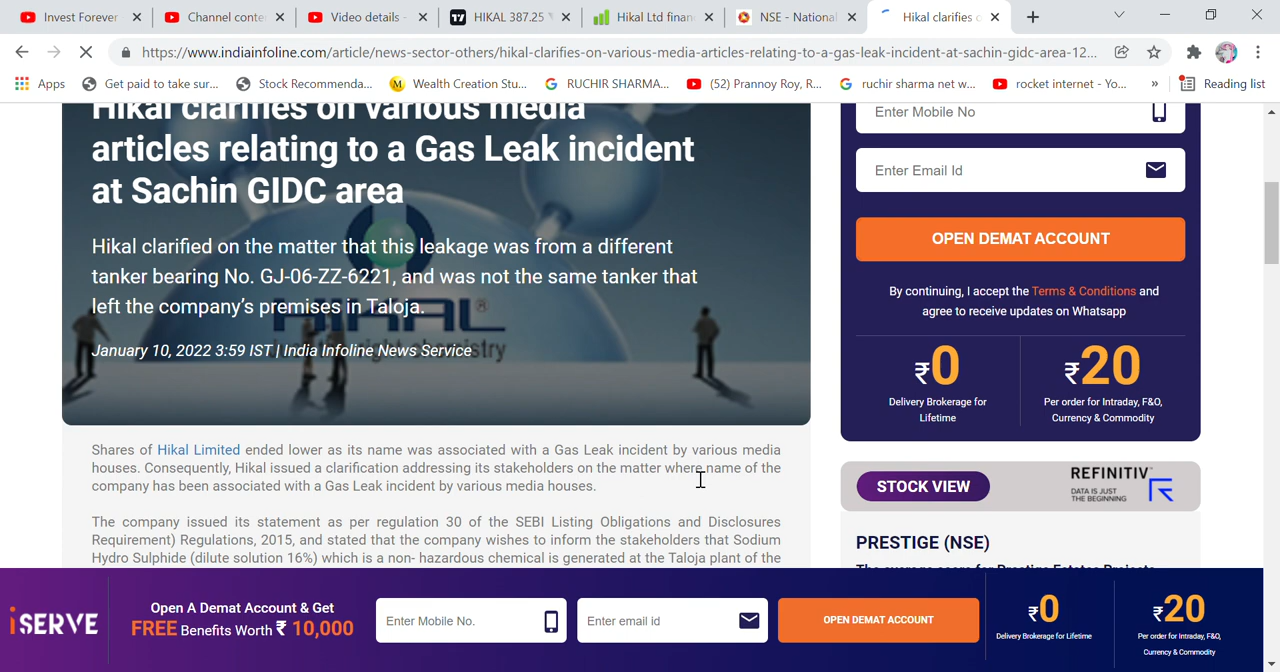 Invest Forever
Channel conte
Video details -
HIKAL 387.25
Hikal Ltd finan
NSE - National
Hikal clarifies o
https://www.indiainfoline.com/article/news-sector-others/hikal-clarifies-on-various-media-articles-relating-to-a-gas-leak-incident-at-sachin-gidc-area-12...
Apps
Get paid to take sur...
Stock Recommenda...
Wealth Creation Stu...
RUCHIR SHARMA...
(52) Prannoy Roy, R...
ruchir sharma net w...
rocket internet - Yo...
»
Reading list
Hikal clarifies on various media
articles relating to a Gas Leak incident
at Sachin GIDC area
Hikal clarified on the matter that this leakage was from a different
tanker bearing No. GJ-06-ZZ-6221, and was not the same tanker that
left the company's premises in Taloja.
HIKAL®
January 10, 2022 3:59 IST | India Infoline News Service
Shares of Hikal Limited ended lower as its name was associated with a Gas Leak incident by various media
houses. Consequently, Hikal issued a clarification addressing its stakeholders on the matter where name of the
company has been associated with a Gas Leak incident by various media houses.
The company issued its statement as per regulation 30 of the SEBI Listing Obligations and Disclosures
Requirement) Regulations, 2015, and stated that the company wishes to inform the stakeholders that Sodium
Hydro Sulphide (dilute solution 16%) which is a non- hazardous chemical is generated at the Taloja plant of the
Enter Mobile No
Enter Email Id
OPEN DEMAT ACCOUNT
By continuing, I accept the Terms & Conditions and
agree to receive updates on Whatsapp
₹0
Delivery Brokerage for
Lifetime
₹20
Per order for Intraday, F&O,
Currency & Commodity
STOCK VIEW
REFINITIV
DATA IS JUST
THE BEGINNING
PRESTIGE (NSE)
The average score for Prestige Estates Projects
iSERVE
Open A Demat Account & Get
FREE Benefits Worth ₹ 10,000
Enter Mobile No.
Enter email id
OPEN DEMAT ACCOUNT
₹0
Delivery Brokerage for Lifetime
₹20
Per order for Intraday, F&O,
Currency & Commodity